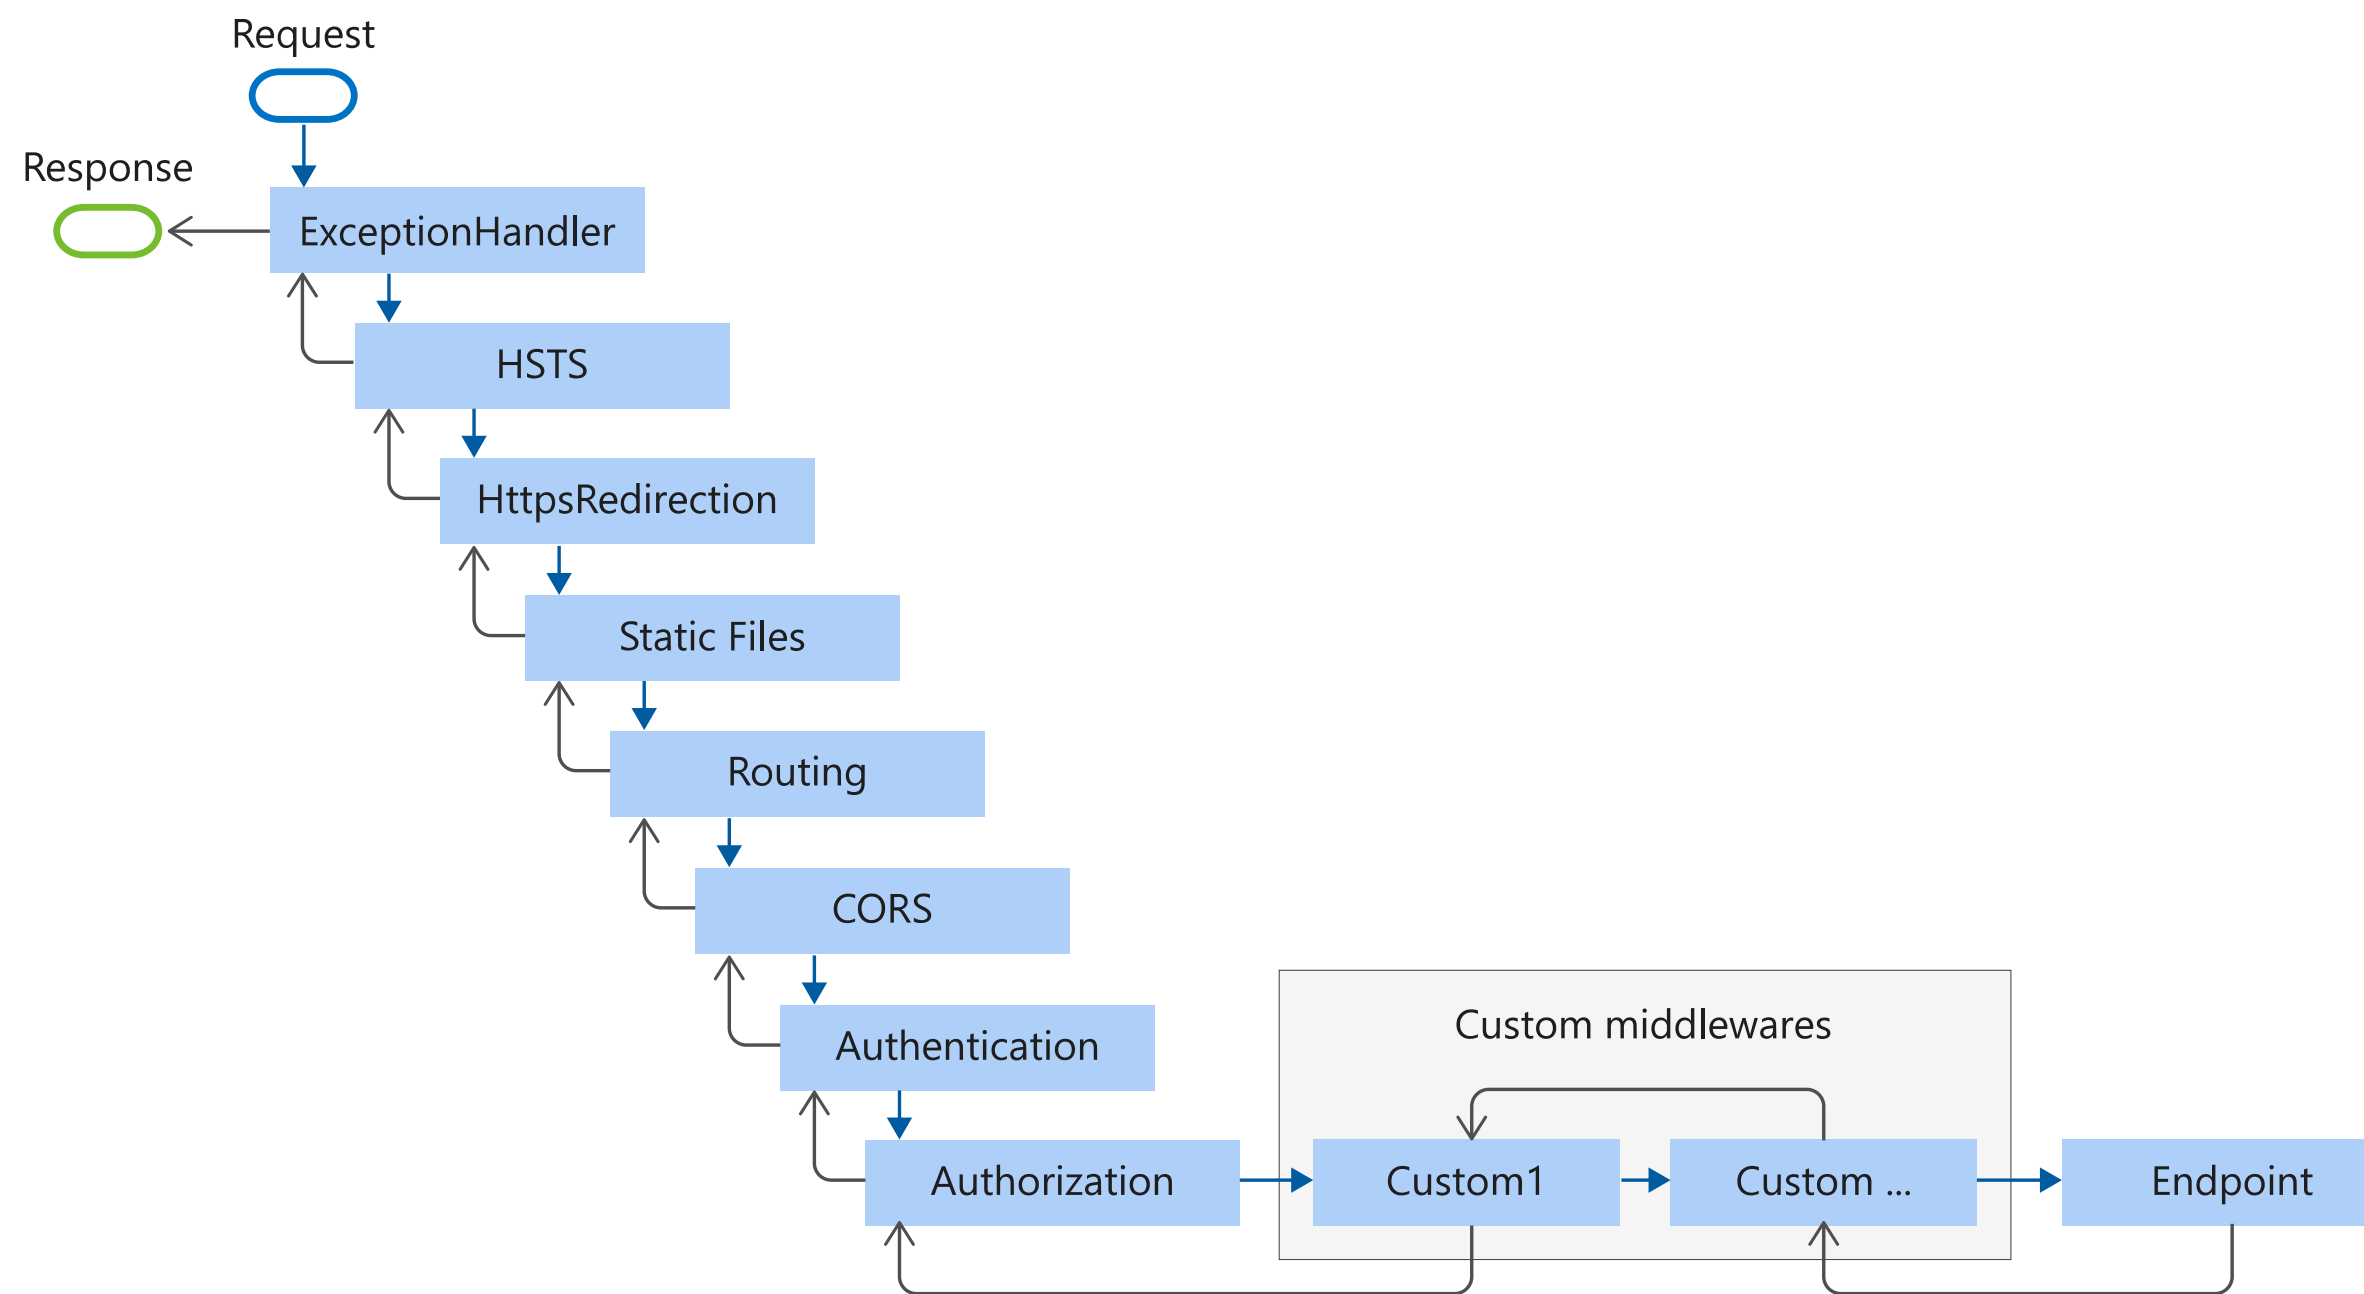 Request
Response
ExceptionHandler
HSTS
HttpsRedirection
Static Files
Routing
CORS
Authentication
Custom middlewares
Authorization
Custom1
Custom ...
Endpoint